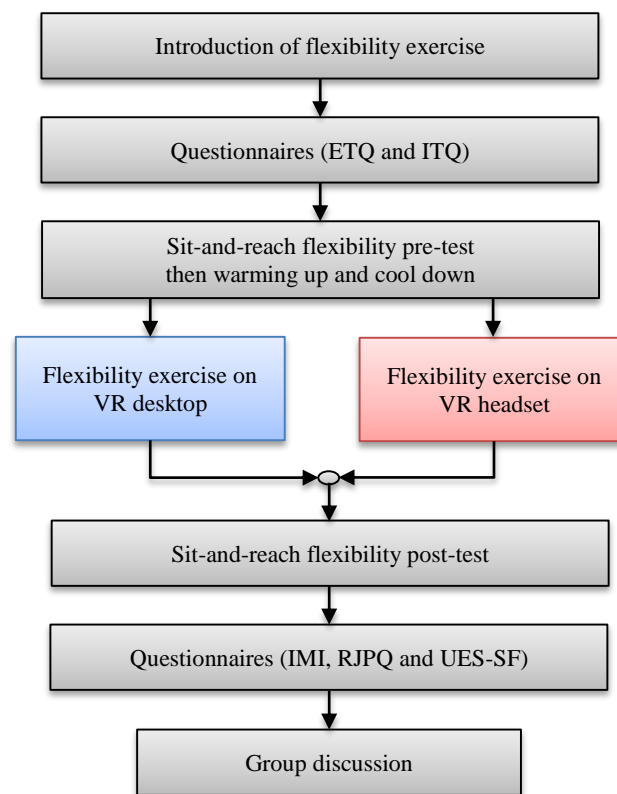 Introduction of flexibility exercise
Questionnaires (ETQ and ITQ)
Sit-and-reach flexibility pre-test
then warming up and cool down
Flexibility exercise on
VR desktop
Flexibility exercise on
VR headset
Sit-and-reach flexibility post-test
Questionnaires (IMI, RJPQ and UES-SF)
Group discussion